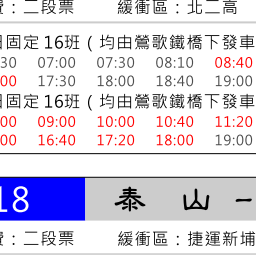 費：二段票 緩衝區：北二高
日固定 16班 ( 均由鶯歌鐵橋下發車
30 07:00 07:30 08:10 08:40
00 17:30 18:00 18:40 19:00
日固定 16班 ( 均由鶯歌鐵橋下發車
00 09:00 10:00 10:40 11:20
00 16:40 17:20 18:00 19:00
18 泰 山 –
費：二段票 緩衝區：捷運新埔